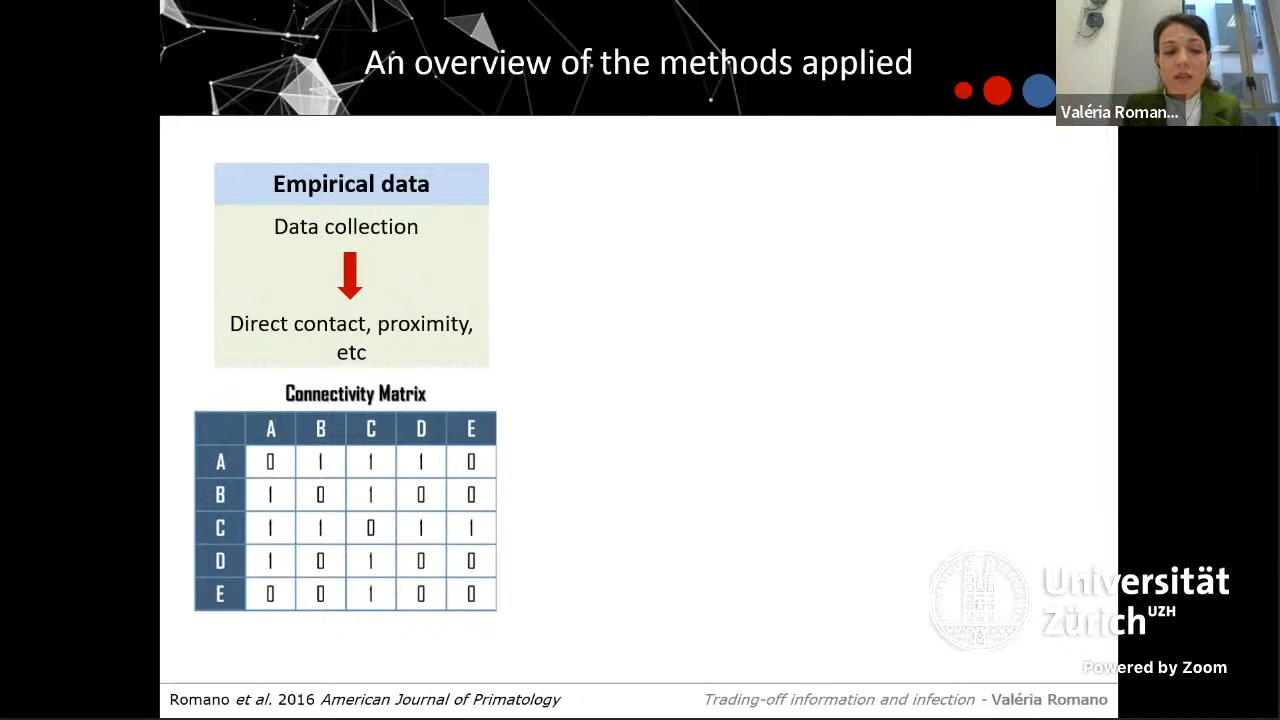 An overview of the methods applied
Valéria Roman...
Empirical data
Data collection
Direct contact, proximity,
etc
Connectivity Matrix
A B C D E
A 0 1 1 1 0
B 1 0 1 0 0
C 1 1 0 1 1
D 1 0 1 0 0
E 0 0 1 0 0
Universität
Zürich UZH
Powered by Zoom
Romano et al. 2016 American Journal of Primatology
Trading-off information and infection - Valéria Romano